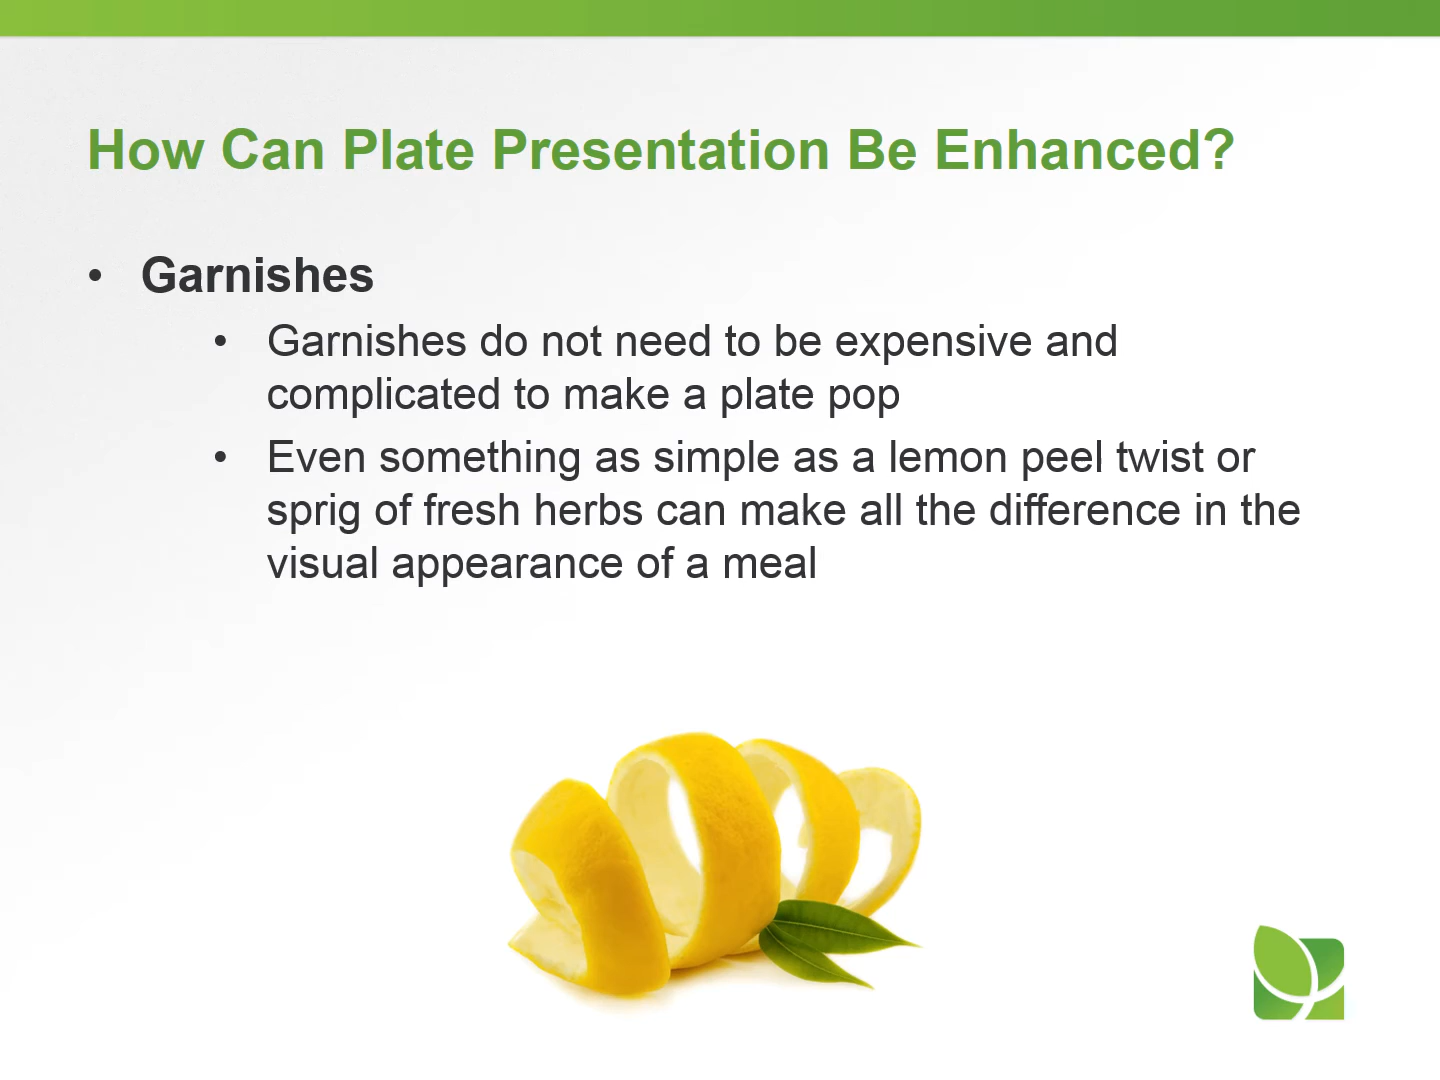 How Can Plate Presentation Be Enhanced?
• Garnishes
• Garnishes do not need to be expensive and
complicated to make a plate pop
• Even something as simple as a lemon peel twist or
sprig of fresh herbs can make all the difference in the
visual appearance of a meal